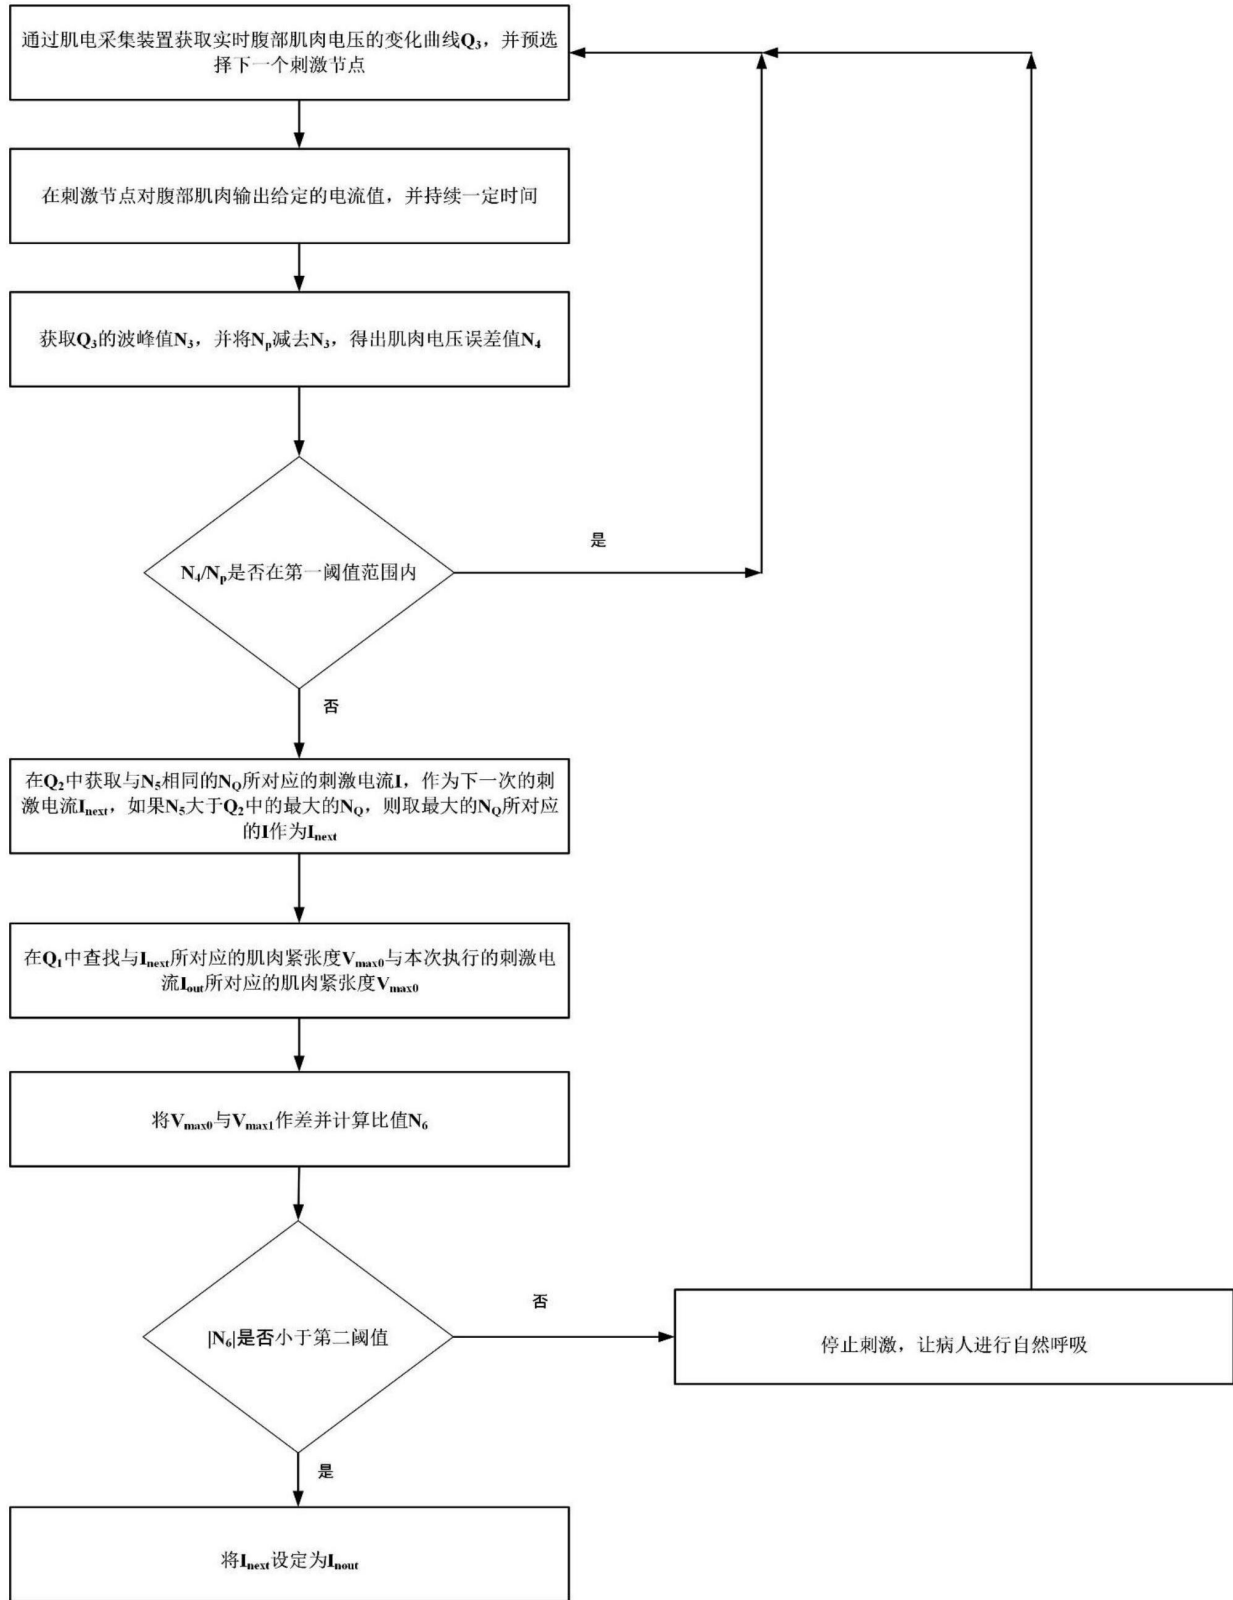 通过肌电采集装置获取实时腹部肌肉电压的变化曲线Q₃，并预选
择下一个刺激节点
在刺激节点对腹部肌肉输出给定的电流值，并持续一定时间
获取Q₃的波峰值N₃，并将Nₚ减去N₃，得出肌肉电压误差值N₄
N₄/Nₚ是否在第一阈值范围内
是
否
在Q₂中获取与N₅相同的N_Q所对应的刺激电流I，作为下一次的刺
激电流I_next，如果N₅大于Q₂中的最大的N_Q，则取最大的N_Q所对应
的I作为I_next
在Q₁中查找与I_next所对应的肌肉紧张度V_max0与本次执行的刺激电
流I_out所对应的肌肉紧张度V_max0
将V_max0与V_max1作差并计算比值N₆
|N₆|是否小于第二阈值
否
停止刺激，让病人进行自然呼吸
是
将I_next设定为I_nout